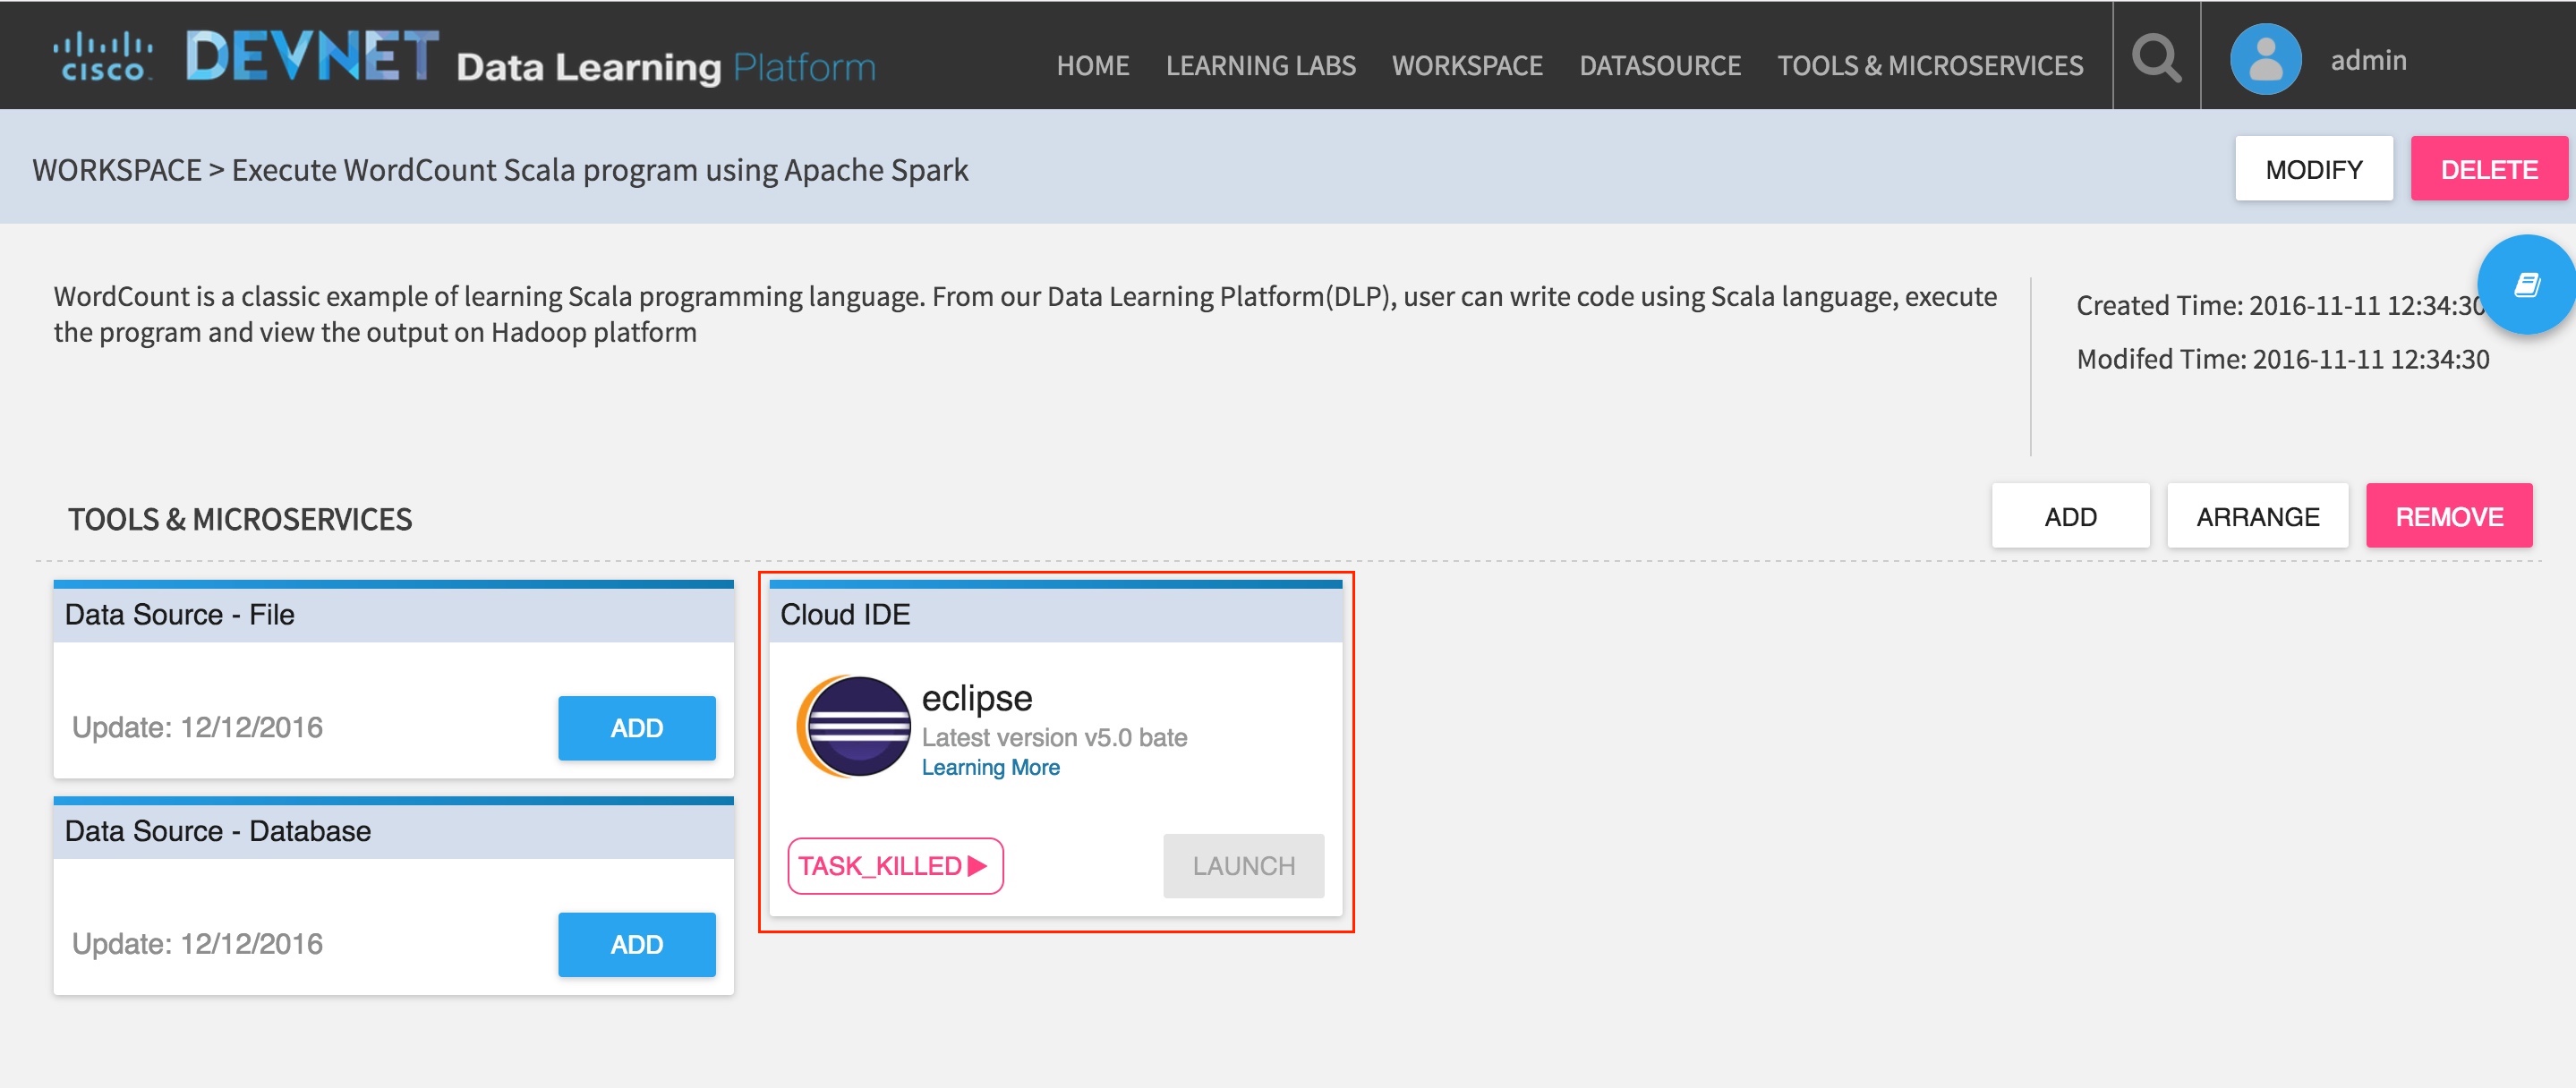 CISCO DEVNET Data Learning Platform
HOME LEARNING LABS WORKSPACE DATASOURCE TOOLS & MICROSERVICES admin
WORKSPACE > Execute WordCount Scala program using Apache Spark
MODIFY DELETE
WordCount is a classic example of learning Scala programming language. From our Data Learning Platform(DLP), user can write code using Scala language, execute
the program and view the output on Hadoop platform
Created Time: 2016-11-11 12:34:30
Modifed Time: 2016-11-11 12:34:30
TOOLS & MICROSERVICES
ADD ARRANGE REMOVE
Data Source - File
Update: 12/12/2016 ADD
Data Source - Database
Update: 12/12/2016 ADD
Cloud IDE
eclipse
Latest version v5.0 bate
Learning More
TASK_KILLED LAUNCH